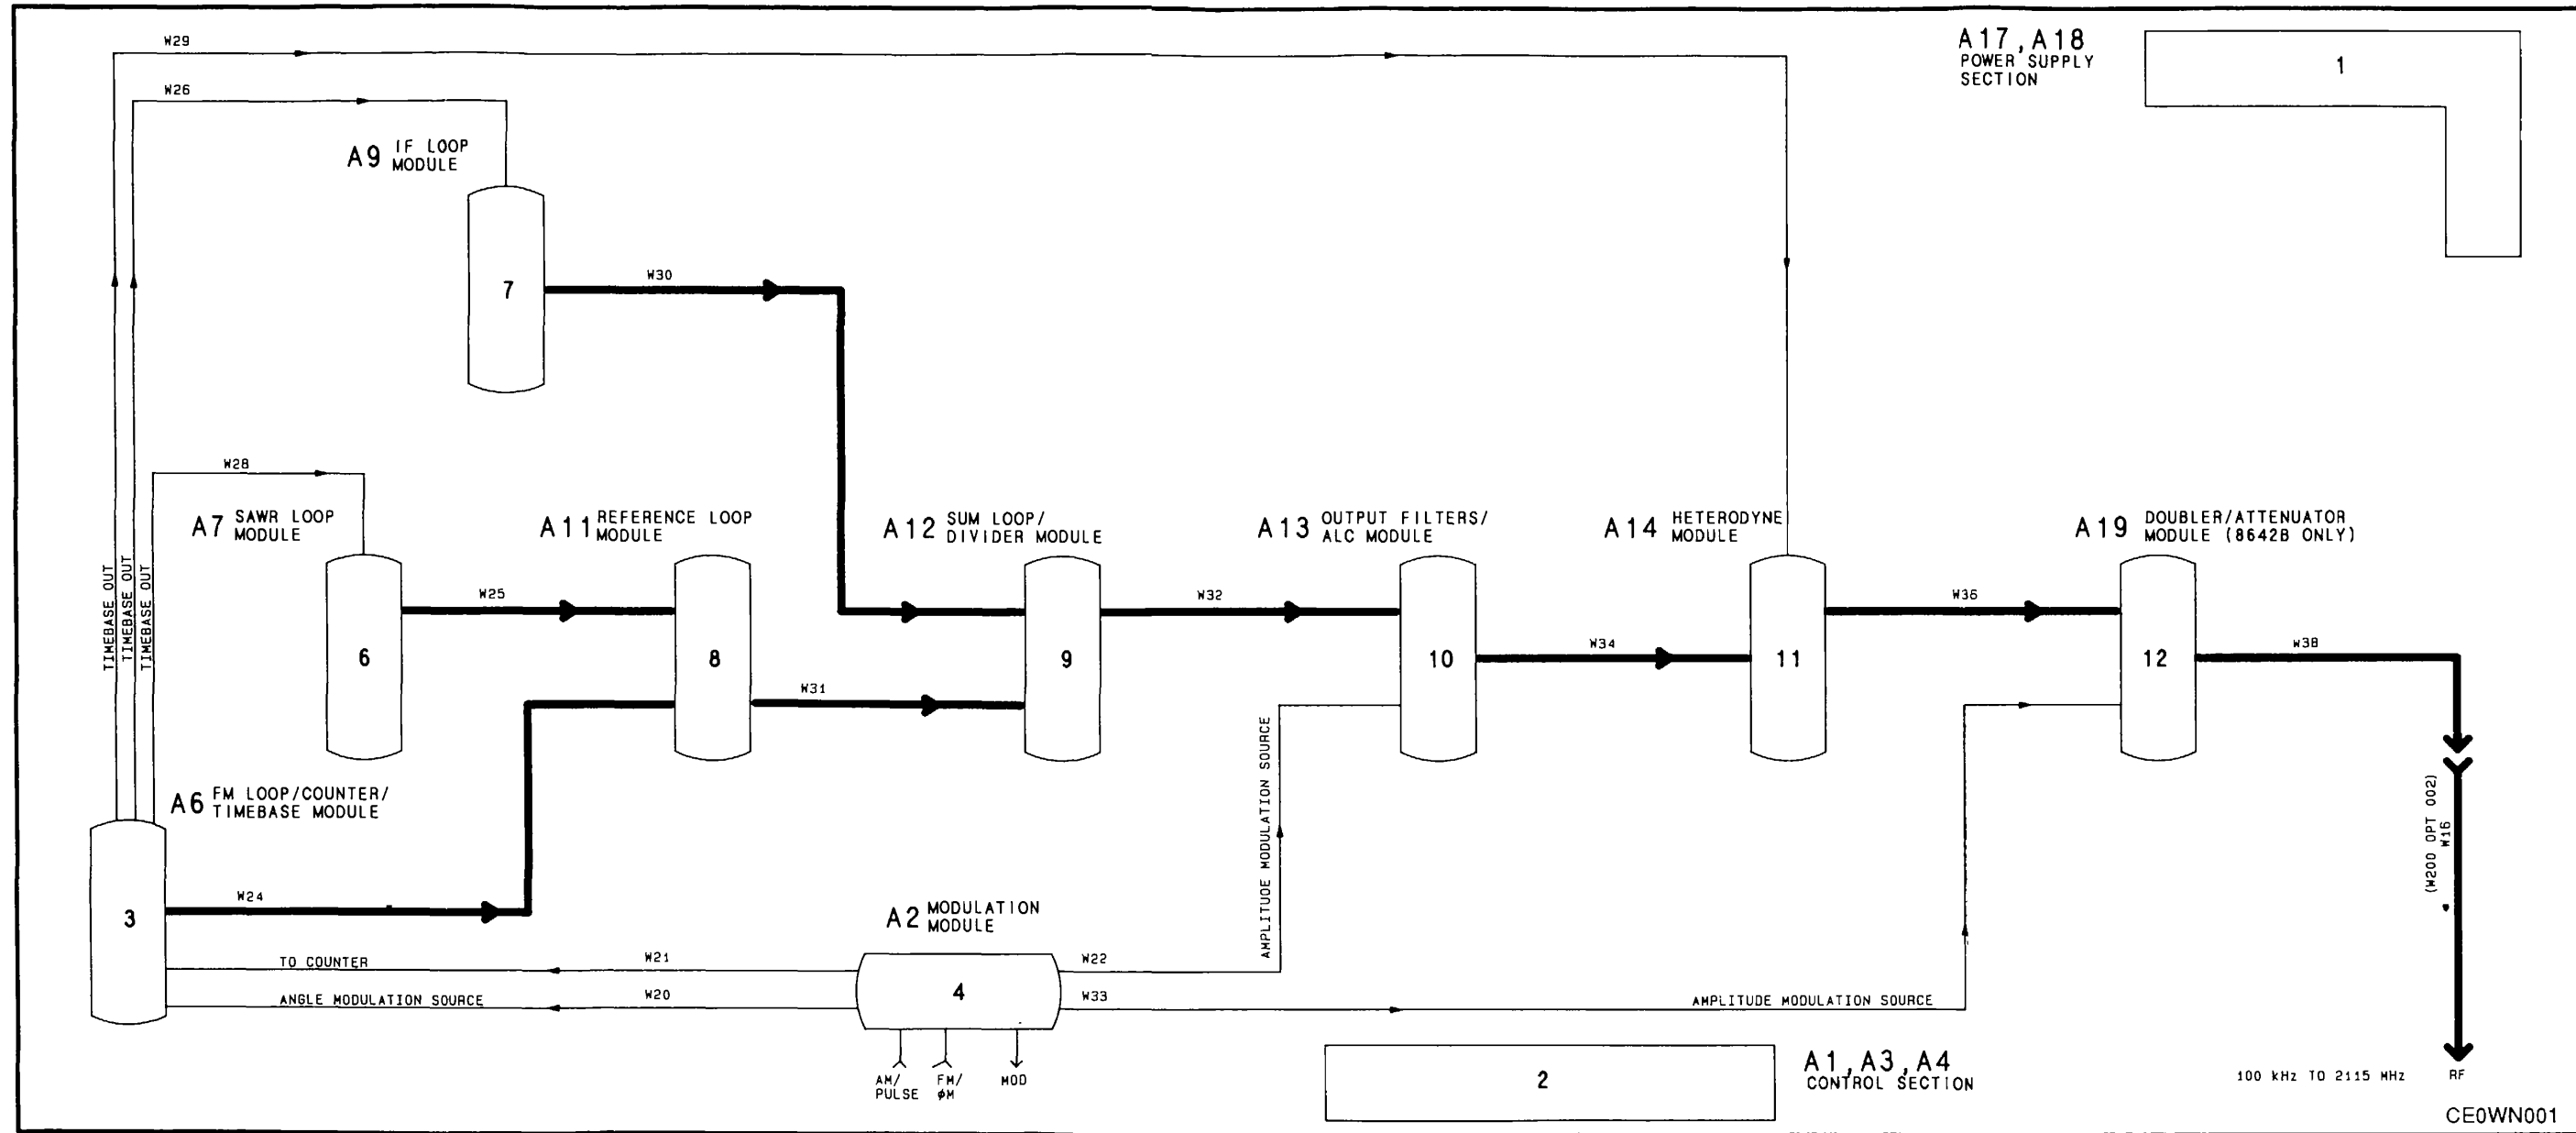 W29
A17, A18
POWER SUPPLY
SECTION
1
W26
A9 IF LOOP
MODULE
7
W30
W28
A7 SAWR LOOP
MODULE
A11 REFERENCE LOOP
MODULE
A12 SUM LOOP/
DIVIDER MODULE
A13 OUTPUT FILTERS/
ALC MODULE
A14 HETERODYNE
MODULE
A19 DOUBLER/ATTENUATOR
MODULE (8642B ONLY)
TIMEBASE OUT
TIMEBASE OUT
TIMEBASE OUT
6
W25
8
W31
9
W32
10
W34
11
W36
12
W38
A6 FM LOOP/COUNTER/
TIMEBASE MODULE
3
W24
AMPLITUDE MODULATION SOURCE
(W200 OPT 002)
* W16
A2 MODULATION
MODULE
TO COUNTER
W21
ANGLE MODULATION SOURCE
W20
4
W22
W33
AMPLITUDE MODULATION SOURCE
AM/
PULSE
FM/
ΦM
MOD
2
A1, A3, A4
CONTROL SECTION
100 kHz TO 2115 MHz
RF
CE0WN001